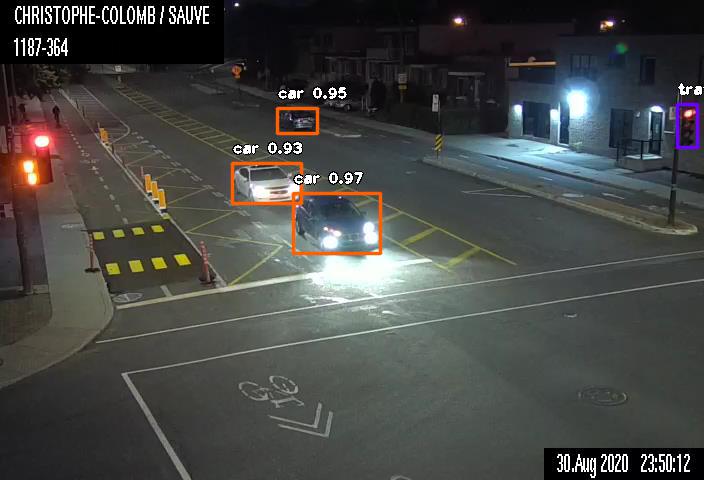 CHRISTOPHE-COLOMB / SAUVE
1187-364
car 0.95
tra
car 0.93
car 0.97
30.Aug 2020 23:50:12